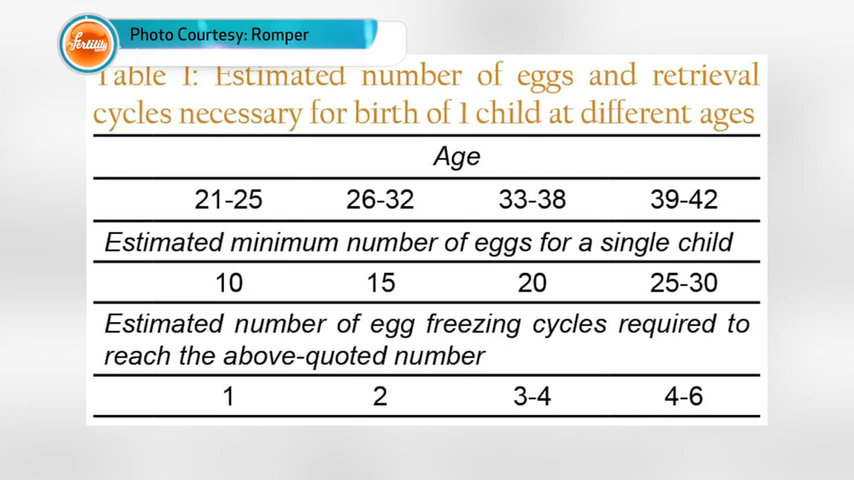 fertility
Photo Courtesy: Romper
Table 1: Estimated number of eggs and retrieval
cycles necessary for birth of 1 child at different ages
Age
21-25 26-32 33-38 39-42
Estimated minimum number of eggs for a single child
10 15 20 25-30
Estimated number of egg freezing cycles required to
reach the above-quoted number
1 2 3-4 4-6